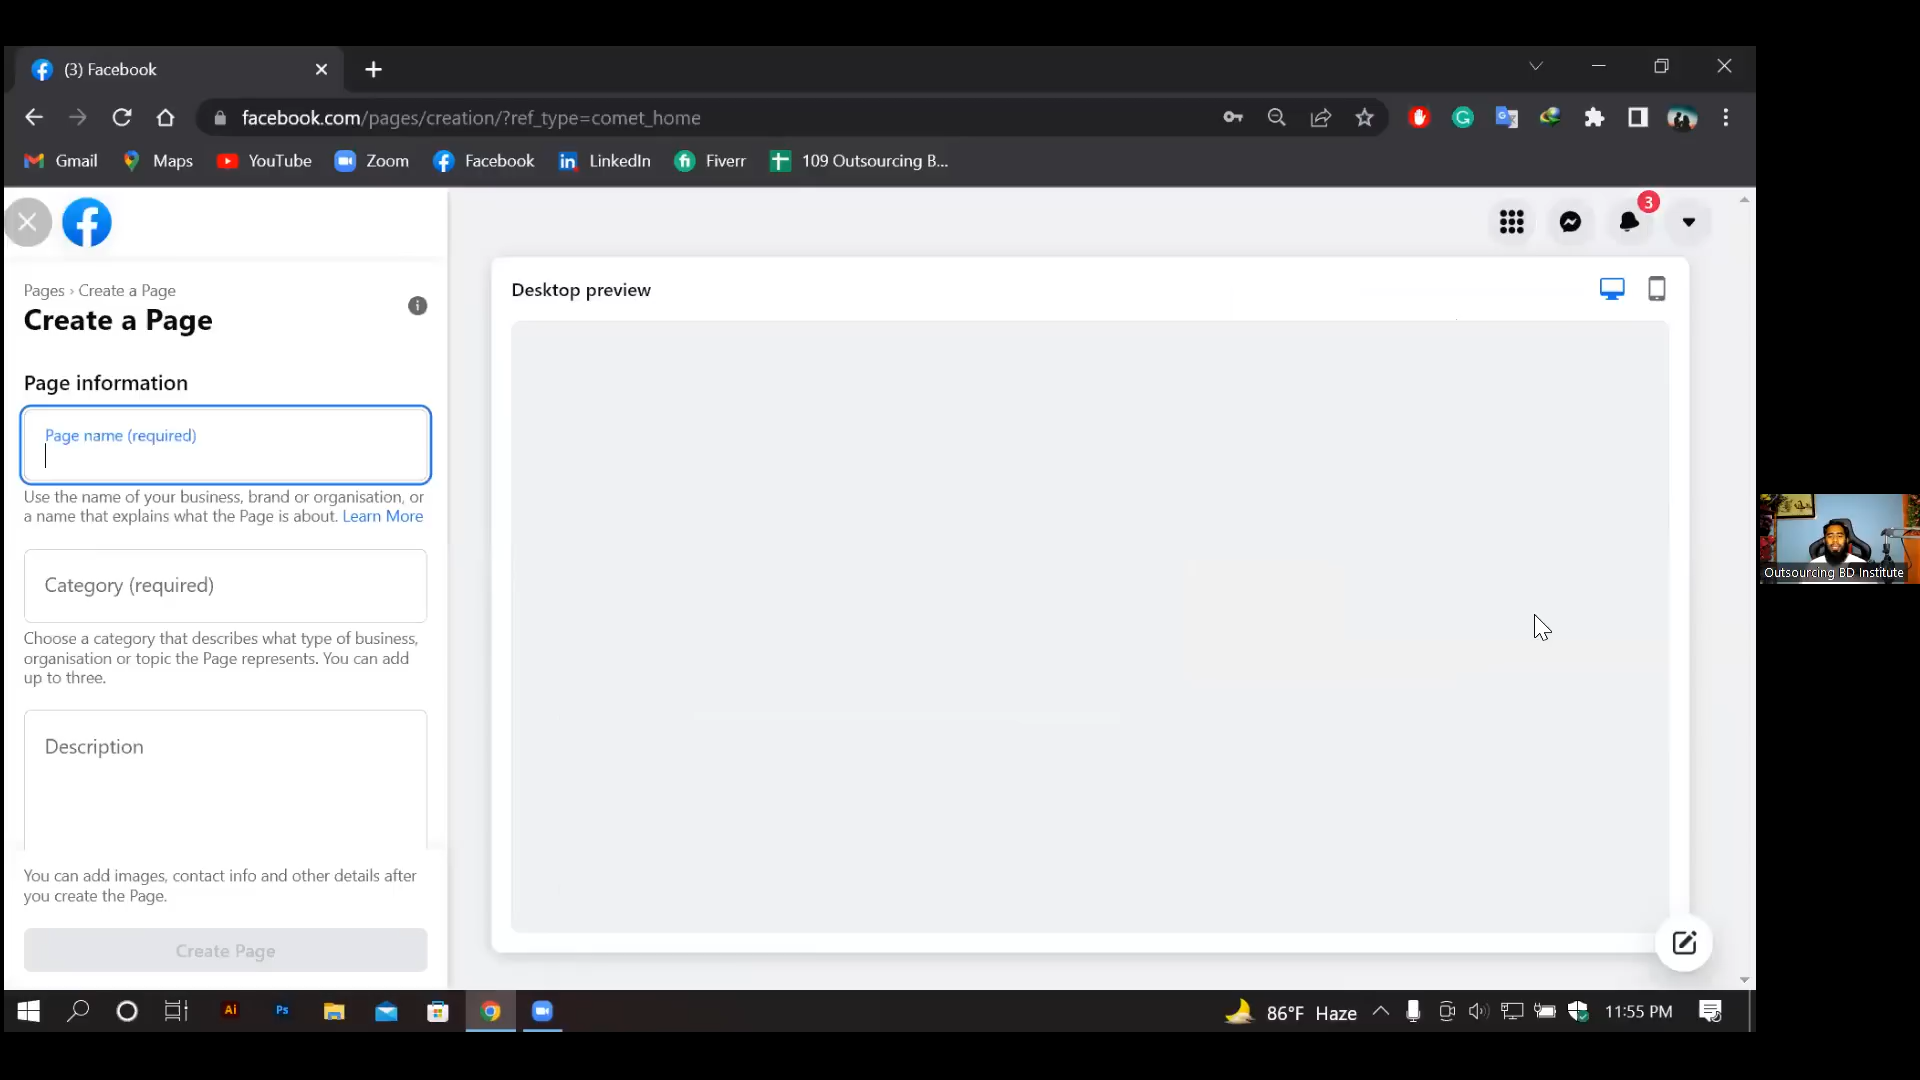 (3) Facebook
facebook.com/pages/creation/?ref_type=comet_home
Gmail
Maps
YouTube
Zoom
Facebook
LinkedIn
Fiverr
109 Outsourcing B...
3
Pages › Create a Page
Create a Page
Desktop preview
Page information
Page name (required)
Use the name of your business, brand or organisation, or
a name that explains what the Page is about. Learn More
Category (required)
Choose a category that describes what type of business,
organisation or topic the Page represents. You can add
up to three.
Description
You can add images, contact info and other details after
you create the Page.
Create Page
Outsourcing BD Institute
Ai
Ps
86°F Haze
11:55 PM